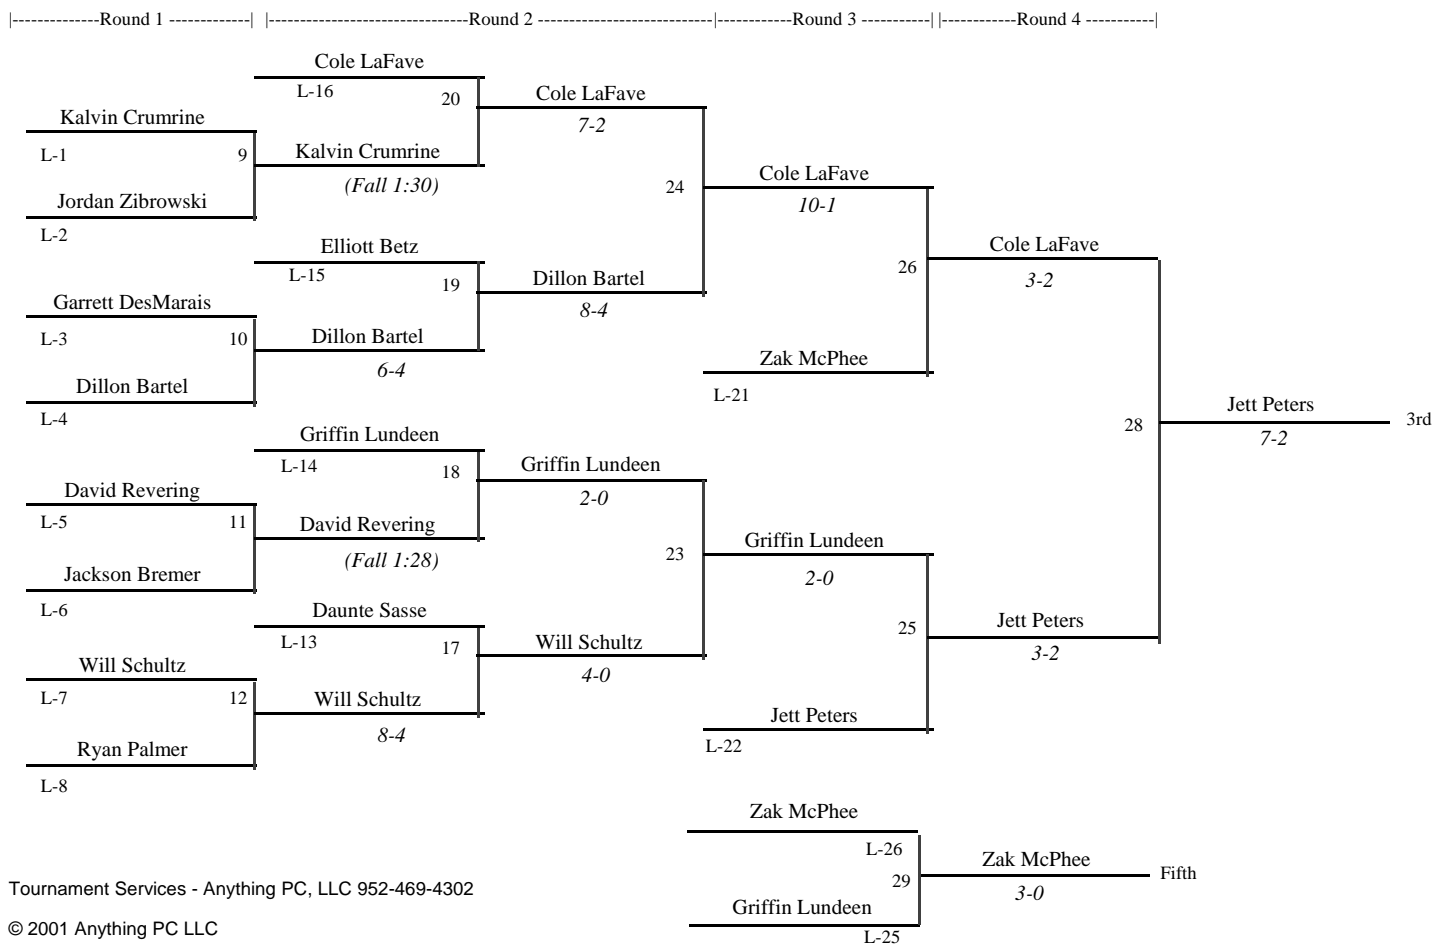 |--------------Round 1 -------------| |--------------------------------Round 2 ----------------------------| |------------Round 3 -----------| |------------Round 4 -----------|
Cole LaFave
L-16
20
Cole LaFave
7-2
Kalvin Crumrine
L-1
9
Kalvin Crumrine
(Fall 1:30)
24
Cole LaFave
10-1
Jordan Zibrowski
L-2
Elliott Betz
L-15
19
Dillon Bartel
8-4
26
Cole LaFave
3-2
Garrett DesMarais
L-3
10
Dillon Bartel
6-4
Zak McPhee
L-21
Dillon Bartel
L-4
28
Jett Peters
7-2
3rd
Griffin Lundeen
L-14
18
Griffin Lundeen
2-0
David Revering
L-5
11
David Revering
(Fall 1:28)
23
Griffin Lundeen
2-0
Jackson Bremer
L-6
Daunte Sasse
L-13
17
Will Schultz
4-0
25
Jett Peters
3-2
Will Schultz
L-7
12
Will Schultz
8-4
Jett Peters
L-22
Ryan Palmer
L-8
Zak McPhee
L-26
29
Zak McPhee
3-0
Fifth
Griffin Lundeen
L-25
Tournament Services - Anything PC, LLC 952-469-4302
© 2001 Anything PC LLC